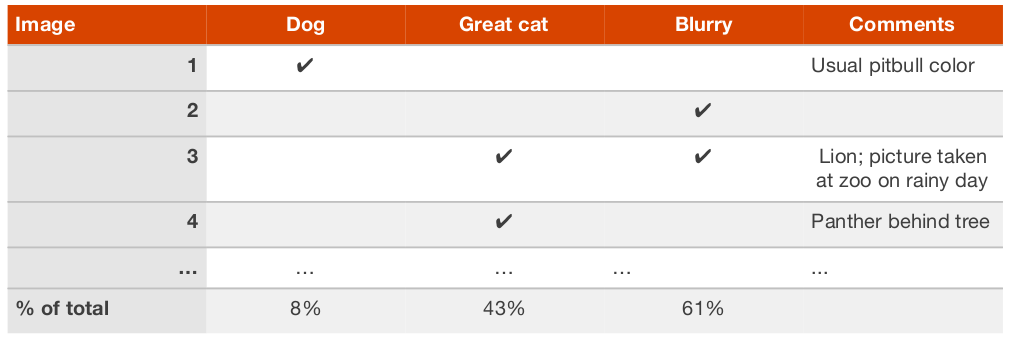 Image Dog Great cat Blurry Comments
1 ✔ Usual pitbull color
2 ✔
3 ✔ ✔ Lion; picture taken
at zoo on rainy day
4 ✔ Panther behind tree
... ... ... ... ...
% of total 8% 43% 61%